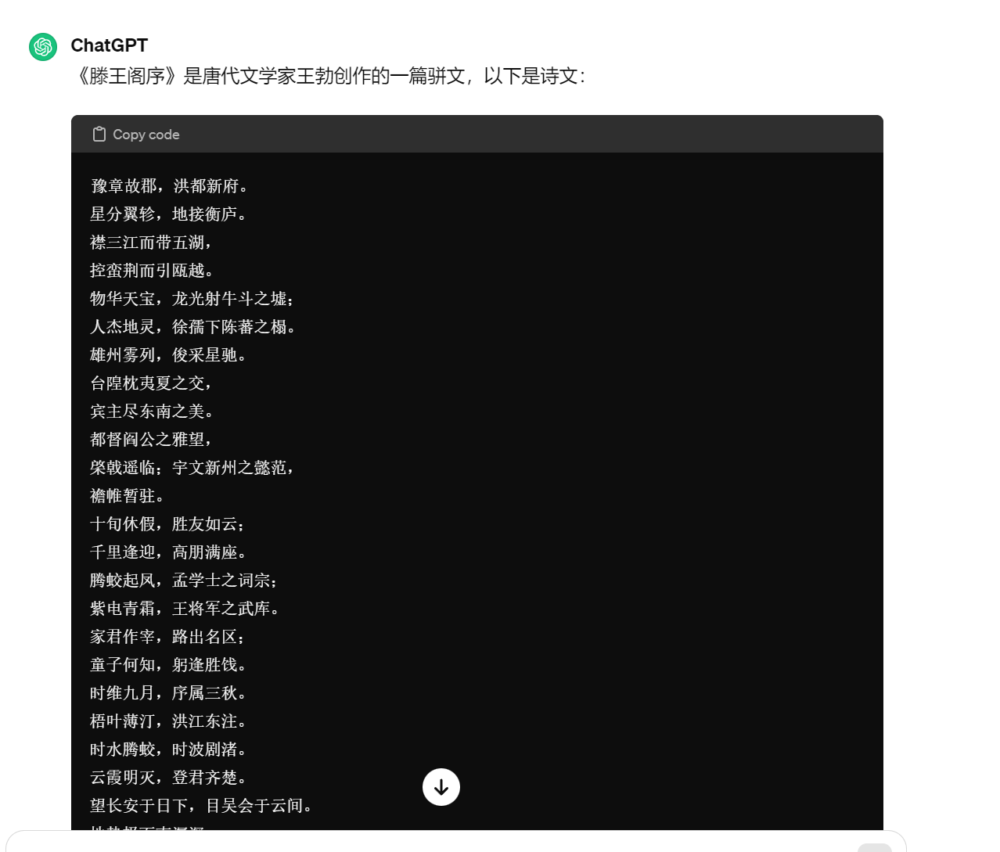 ChatGPT
《滕王阁序》是唐代文学家王勃创作的一篇骈文，以下是诗文：
Copy code
豫章故郡，洪都新府。
星分翼轸，地接衡庐。
襟三江而带五湖，
控蛮荆而引瓯越。
物华天宝，龙光射牛斗之墟；
人杰地灵，徐孺下陈蕃之榻。
雄州雾列，俊采星驰。
台隍枕夷夏之交，
宾主尽东南之美。
都督阎公之雅望，
棨戟遥临；宇文新州之懿范，
襜帷暂驻。
十旬休假，胜友如云；
千里逢迎，高朋满座。
腾蛟起凤，孟学士之词宗；
紫电青霜，王将军之武库。
家君作宰，路出名区；
童子何知，躬逢胜饯。
时维九月，序属三秋。
梧叶薄汀，洪江东注。
时水腾蛟，时波剧渚。
云霞明灭，登君齐楚。
望长安于日下，目吴会于云间。